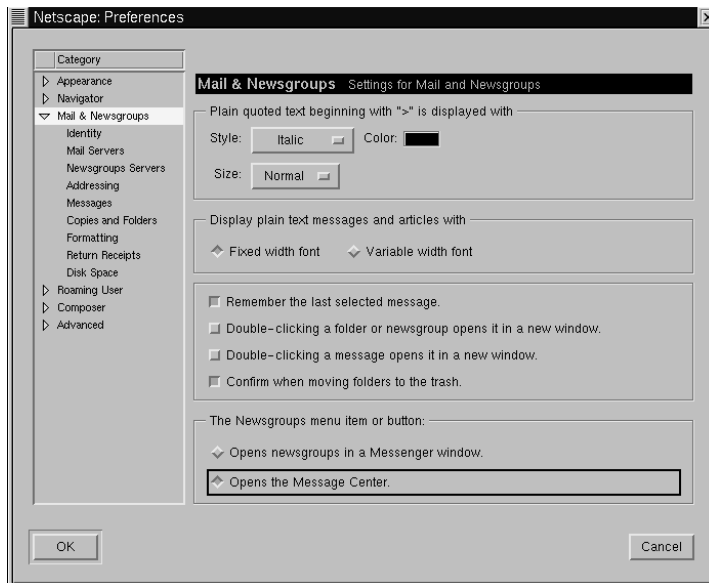 Netscape: Preferences
Category
Appearance
Navigator
Mail & Newsgroups
Identity
Mail Servers
Newsgroups Servers
Addressing
Messages
Copies and Folders
Formatting
Return Receipts
Disk Space
Roaming User
Composer
Advanced
Mail & Newsgroups Settings for Mail and Newsgroups
Plain quoted text beginning with ">" is displayed with
Style: Italic Color:
Size: Normal
Display plain text messages and articles with
Fixed width font Variable width font
Remember the last selected message.
Double-clicking a folder or newsgroup opens it in a new window.
Double-clicking a message opens it in a new window.
Confirm when moving folders to the trash.
The Newsgroups menu item or button:
Opens newsgroups in a Messenger window.
Opens the Message Center.
OK Cancel